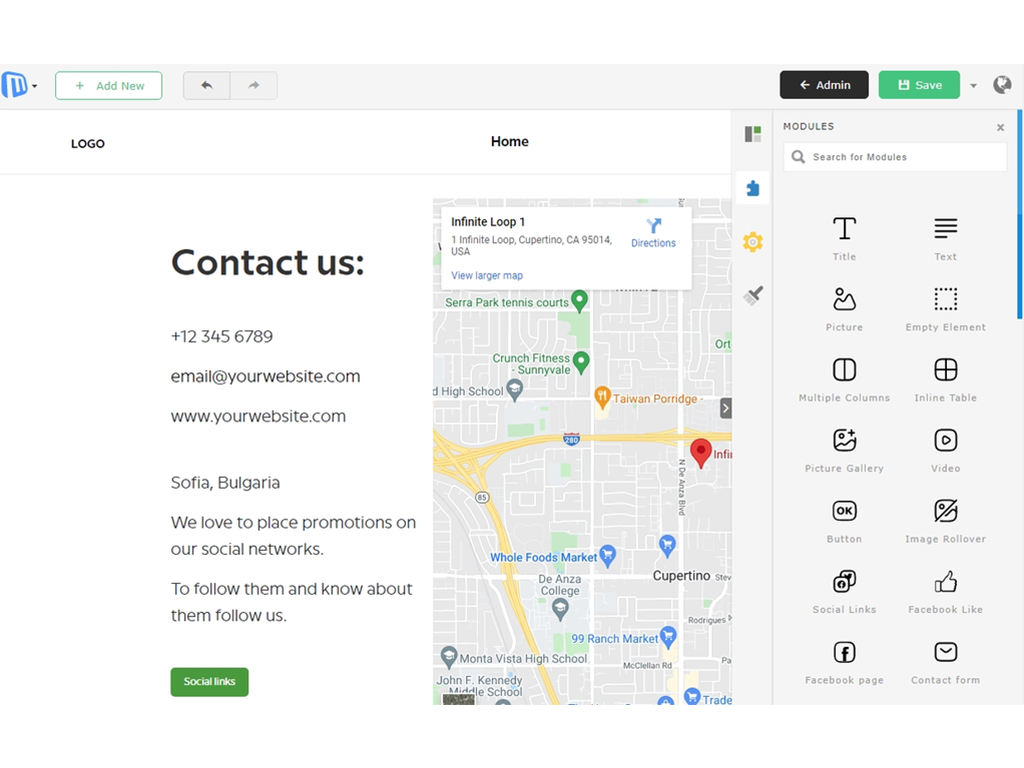 Add New
Admin
Save
LOGO
Home
MODULES
Search for Modules
Contact us:
+12 345 6789
email@yourwebsite.com
www.yourwebsite.com
Sofia, Bulgaria
We love to place promotions on
our social networks.
To follow them and know about
them follow us.
Social links
Infinite Loop 1
1 Infinite Loop, Cupertino, CA 95014,
USA
Directions
View larger map
Serra Park tennis courts
Crunch Fitness
- Sunnyvale
d High School
Taiwan Porridge -
Ort
280
Infi
N De Anza Blvd
85
Whole Foods Market
De Anza
College
Cupertino
Stev
Rodrigues
99 Ranch Market
Monta Vista High School
McClellan Rd
Pa
John F. Kennedy
Middle School
Trade
Title
Text
Picture
Empty Element
Multiple Columns
Inline Table
Picture Gallery
Video
OK
Button
Image Rollover
Social Links
Facebook Like
Facebook page
Contact form